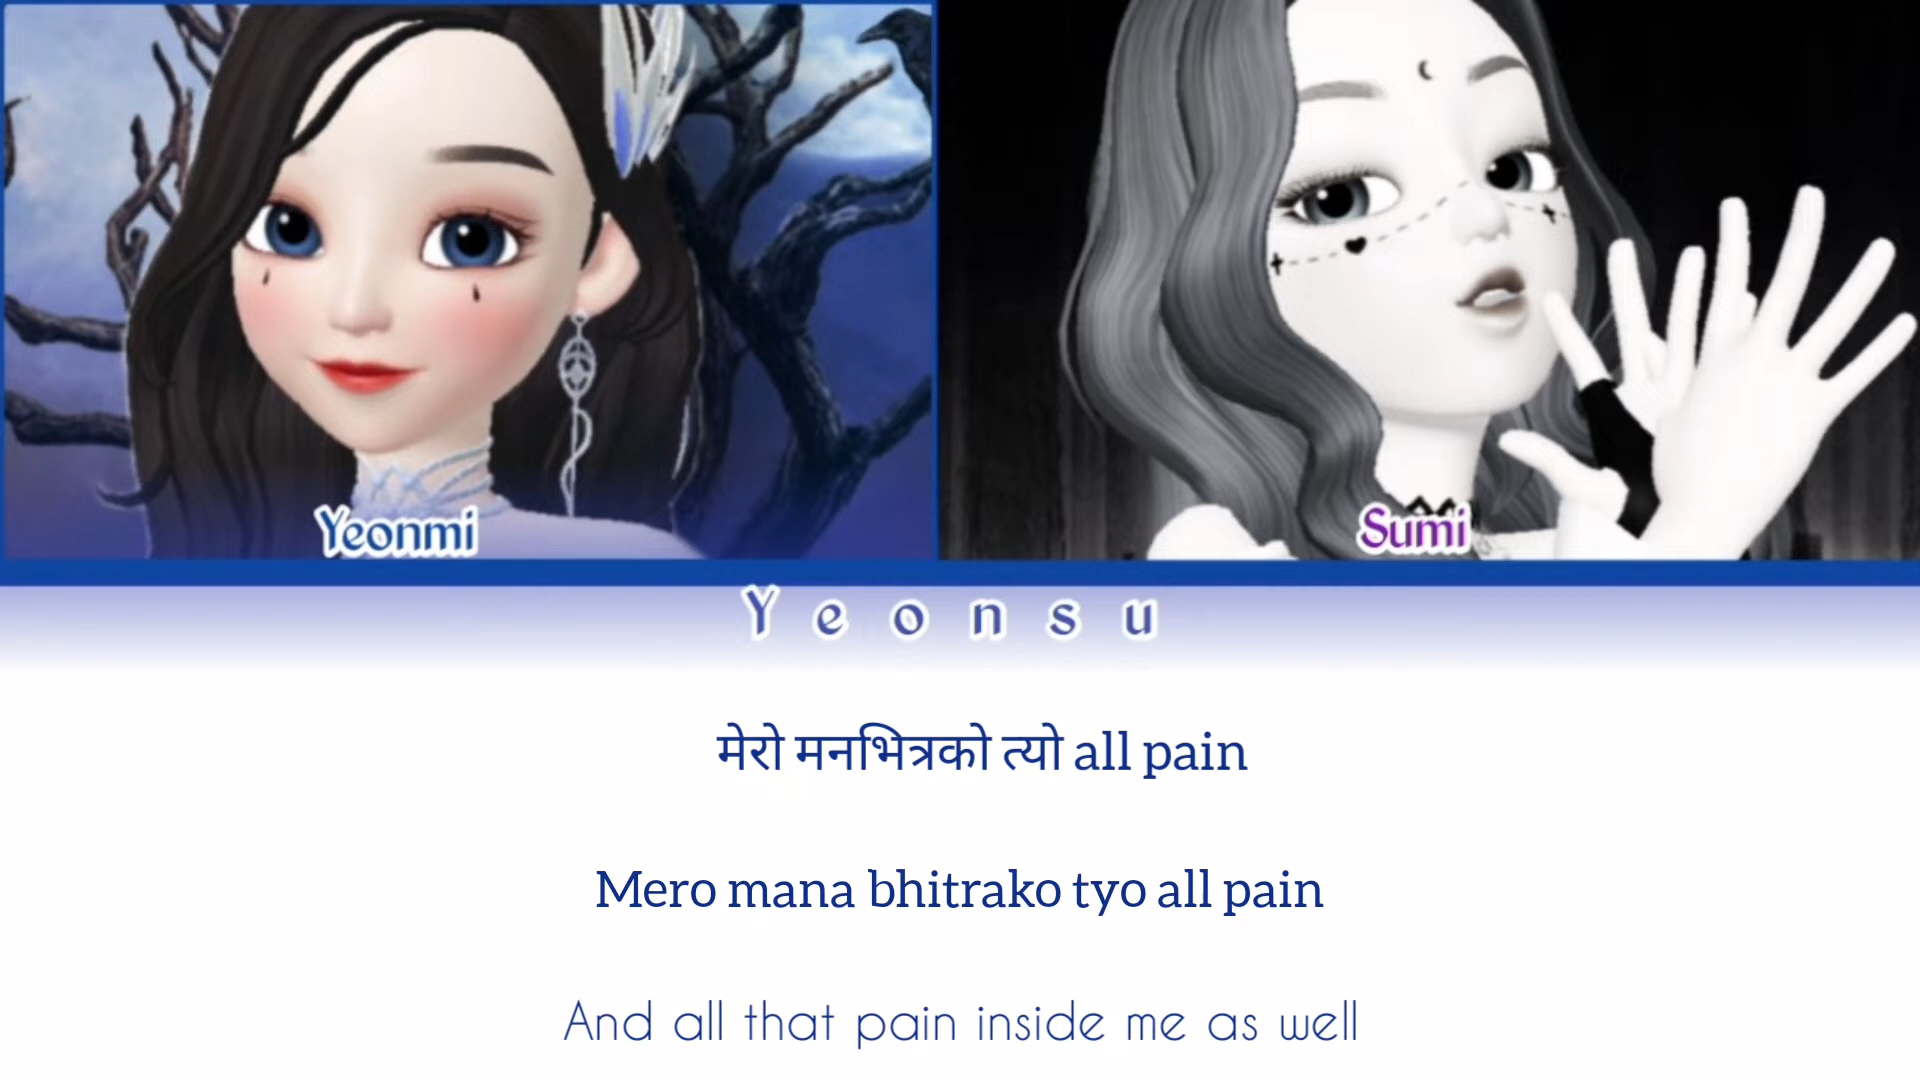 Yeonmi
Sumi
Yeonsu
मेरो मनभित्रको त्यो all pain
Mero mana bhitrako tyo all pain
And all that pain inside me as well